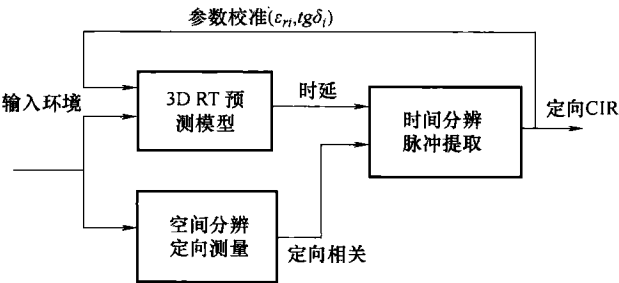 参数校准(εri,tgδi)
输入环境
3D RT 预
测模型
时延
时间分辨
脉冲提取
定向CIR
空间分辨
定向测量
定向相关